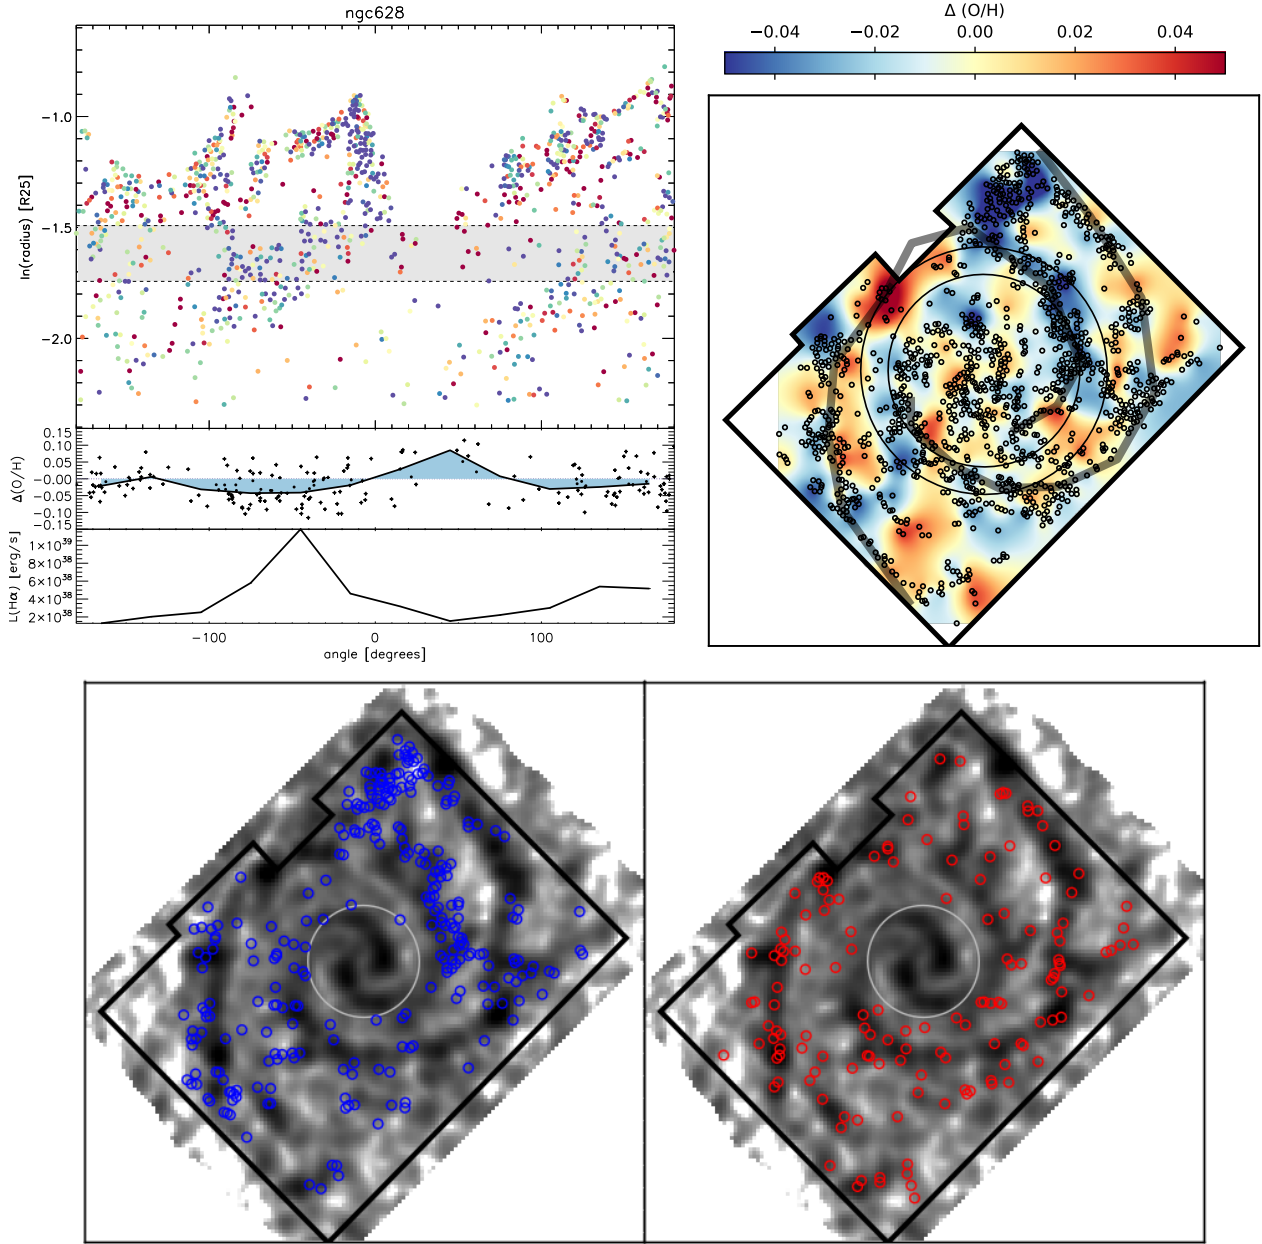 ngc628
-1.0
-1.5
-2.0
ln(radius) [R25]
0.15
0.10
0.05
-0.00
-0.05
-0.10
-0.15
Δ(O/H)
1×10³⁹
8×10³⁸
6×10³⁸
4×10³⁸
2×10³⁸
L(Hα) [erg/s]
-100 0 100
angle [degrees]
Δ (O/H)
−0.04 −0.02 0.00 0.02 0.04